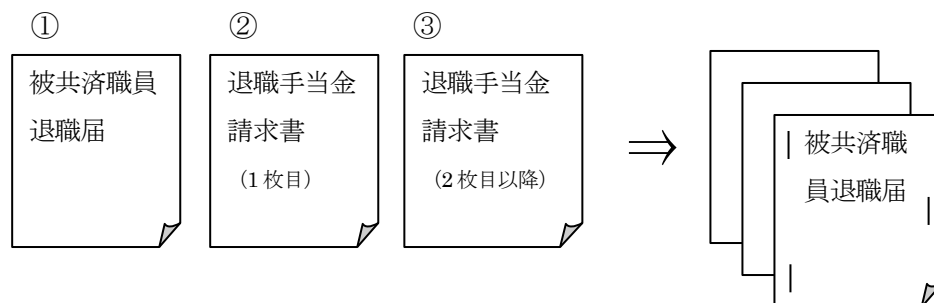 ①
②
③
被共済職員
退職届
退職手当金
請求書
(1枚目)
退職手当金
請求書
(2枚目以降)
⇒
被共済職
員退職届